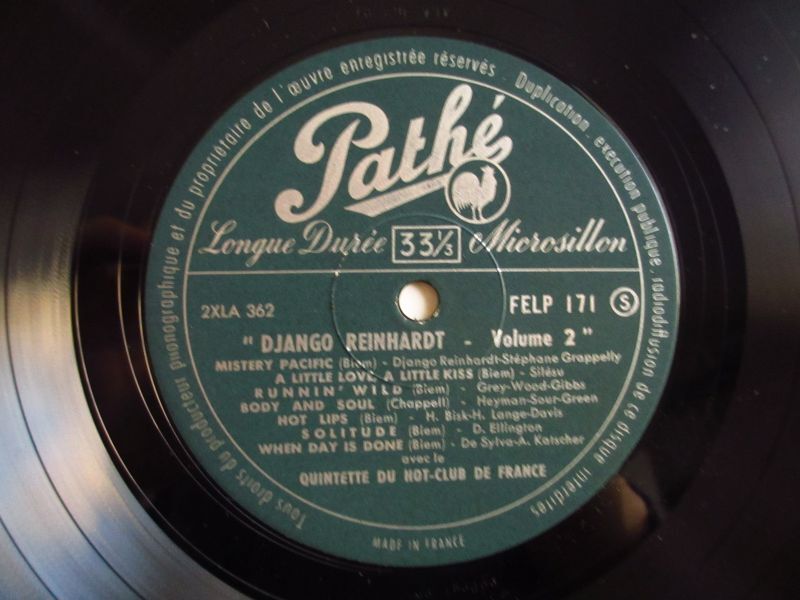 Tous droits du producteur phonographique et du propriétaire de l'œuvre enregistrée réservés. Duplication, exécution publique, radiodiffusion de ce disque interdites
Pathé
Longue Durée 33⅓ Microsillon
2XLA 362
FELP 171 S
" DJANGO REINHARDT - Volume 2 "
MISTERY PACIFIC (Biem) - Django Reinhardt-Stéphane Grappelly
A LITTLE LOVE, A LITTLE KISS (Biem) - Silésu
RUNNIN' WILD (Biem) - Grey-Wood-Gibbs
BODY AND SOUL (Chappell) - Heyman-Sour-Green
HOT LIPS (Biem) - H. Bisk-H. Lange-Davis
SOLITUDE (Biem) - D. Ellington
WHEN DAY IS DONE (Biem) - De Sylva-A. Katscher
avec le
QUINTETTE DU HOT-CLUB DE FRANCE
MADE IN FRANCE